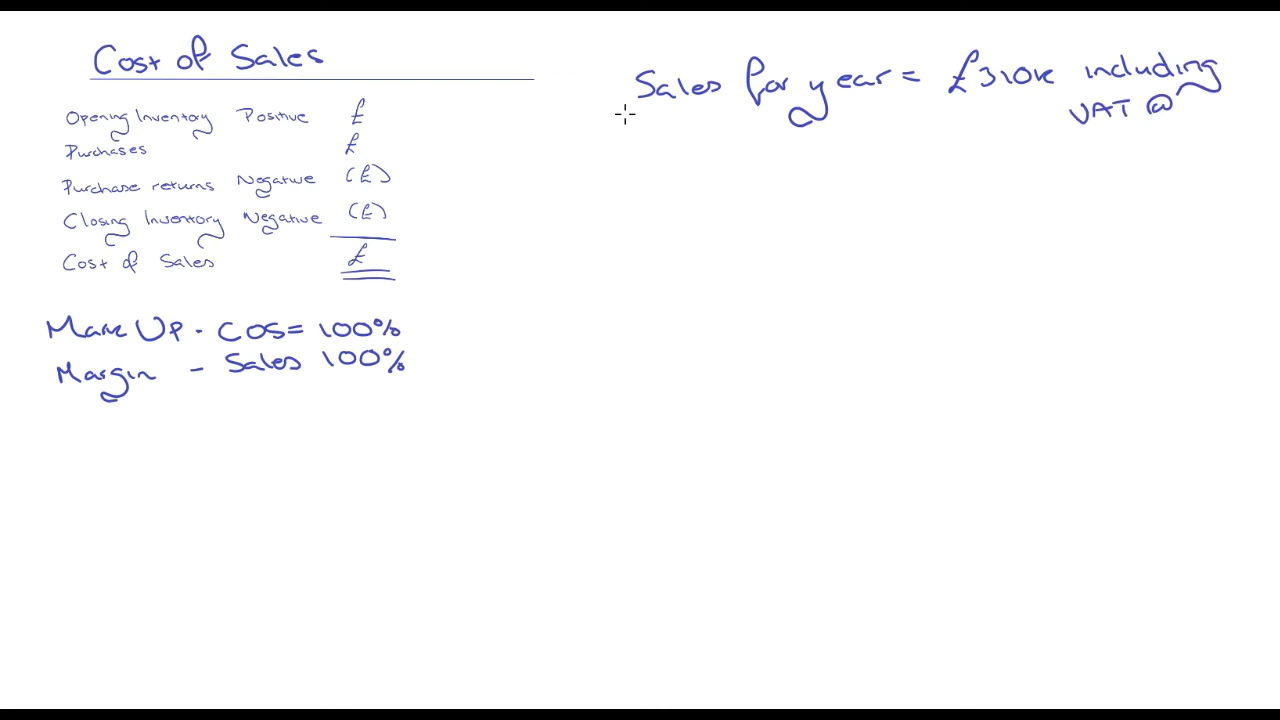 Cost of Sales
Opening Inventory Positive £
Purchases £
Purchase returns Negative (£)
Closing Inventory Negative (£)
Cost of Sales £
Mark Up - COS= 100%
Margin - Sales 100%
Sales for year = £310k including
VAT @